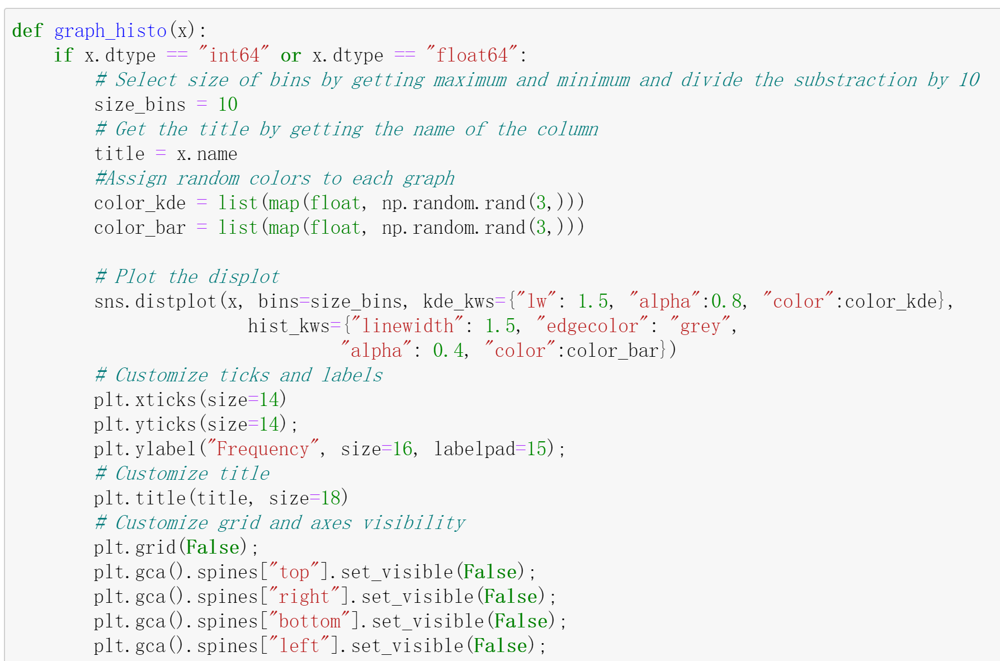 def graph_histo(x):
    if x.dtype == "int64" or x.dtype == "float64":
        # Select size of bins by getting maximum and minimum and divide the substraction by 10
        size_bins = 10
        # Get the title by getting the name of the column
        title = x.name
        #Assign random colors to each graph
        color_kde = list(map(float, np.random.rand(3,)))
        color_bar = list(map(float, np.random.rand(3,)))

        # Plot the displot
        sns.distplot(x, bins=size_bins, kde_kws={"lw": 1.5, "alpha":0.8, "color":color_kde},
                       hist_kws={"linewidth": 1.5, "edgecolor": "grey",
                                "alpha": 0.4, "color":color_bar})
        # Customize ticks and labels
        plt.xticks(size=14)
        plt.yticks(size=14);
        plt.ylabel("Frequency", size=16, labelpad=15);
        # Customize title
        plt.title(title, size=18)
        # Customize grid and axes visibility
        plt.grid(False);
        plt.gca().spines["top"].set_visible(False);
        plt.gca().spines["right"].set_visible(False);
        plt.gca().spines["bottom"].set_visible(False);
        plt.gca().spines["left"].set_visible(False);